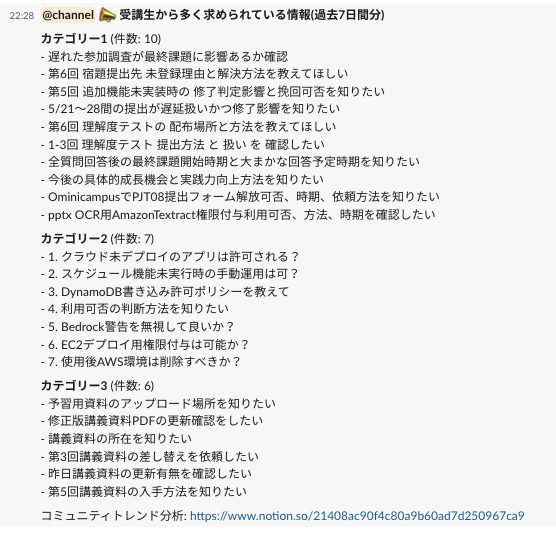 22:28 @channel 📣 受講生から多く求められている情報(過去7日間分)
カテゴリー1 (件数: 10)
- 遅れた参加調査が最終課題に影響あるか確認
- 第6回 宿題提出先 未登録理由と解決方法を教えてほしい
- 第5回 追加機能未実装時の 修了判定影響と挽回可否を知りたい
- 5/21〜28間の提出が遅延扱いかつ修了影響を知りたい
- 第6回 理解度テストの 配布場所と方法を教えてほしい
- 1-3回 理解度テスト 提出方法 と 扱い を 確認したい
- 全質問回答後の最終課題開始時期と大まかな回答予定時期を知りたい
- 今後の具体的成長機会と実践力向上方法を知りたい
- OminicampusでPJT08提出フォーム解放可否、時期、依頼方法を知りたい
- pptx OCR用AmazonTextract権限付与利用可否、方法、時期を確認したい
カテゴリー2 (件数: 7)
- 1. クラウド未デプロイのアプリは許可される？
- 2. スケジュール機能未実行時の手動運用は可？
- 3. DynamoDB書き込み許可ポリシーを教えて
- 4. 利用可否の判断方法を知りたい
- 5. Bedrock警告を無視して良いか？
- 6. EC2デプロイ用権限付与は可能か？
- 7. 使用後AWS環境は削除すべきか？
カテゴリー3 (件数: 6)
- 予習用資料のアップロード場所を知りたい
- 修正版講義資料PDFの更新確認をしたい
- 講義資料の所在を知りたい
- 第3回講義資料の差し替えを依頼したい
- 昨日講義資料の更新有無を確認したい
- 第5回講義資料の入手方法を知りたい
コミュニティトレンド分析: https://www.notion.so/21408ac90f4c80a9b60ad7d250967ca9